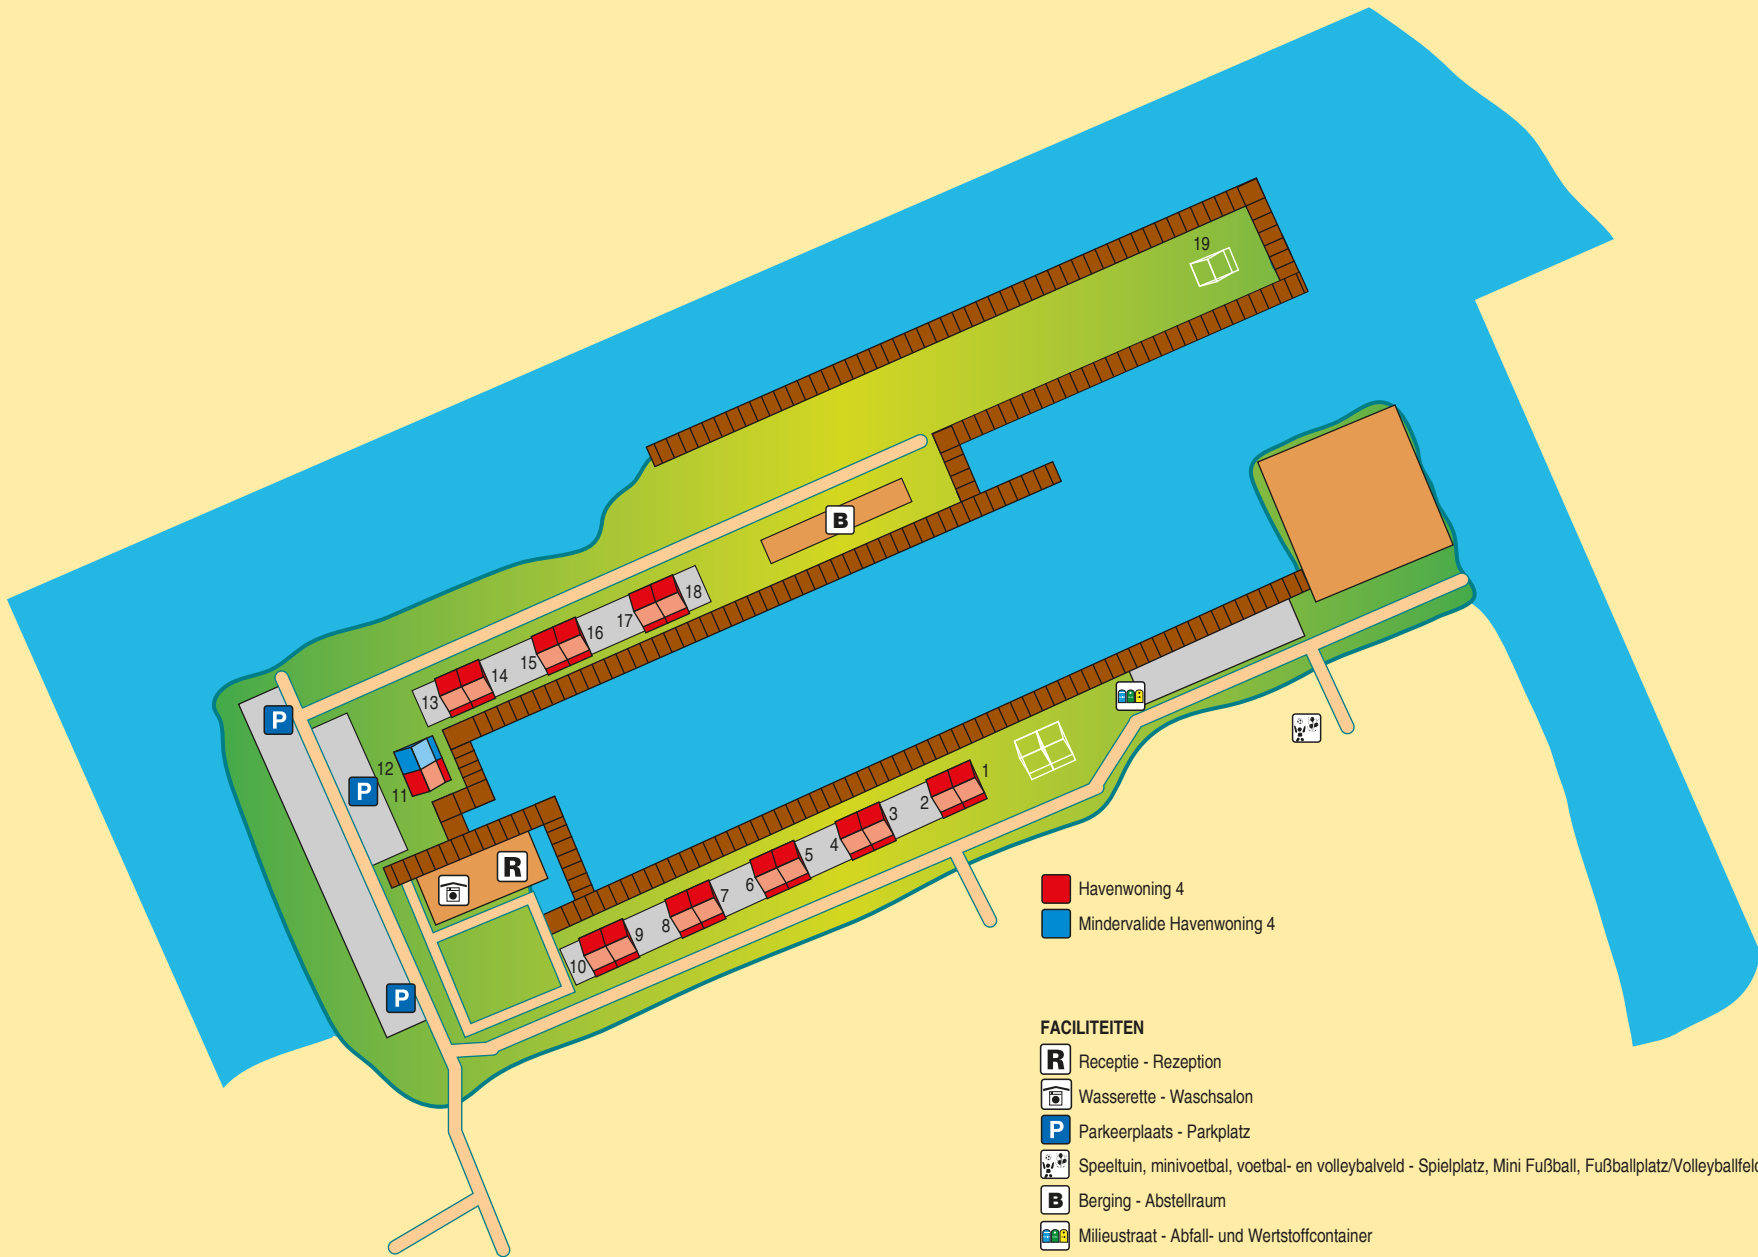 19
B
18
17
16
15
14
13
P
12
P
11
R
1
2
3
4
5
6
7
8
9
10
P
Havenwoning 4
Mindervalide Havenwoning 4
FACILITEITEN
R Receptie - Rezeption
Wasserette - Waschsalon
P Parkeerplaats - Parkplatz
Speeltuin, minivoetbal, voetbal- en volleybalveld - Spielplatz, Mini Fußball, Fußballplatz/Volleyballfeld
B Berging - Abstellraum
Milieustraat - Abfall- und Wertstoffcontainer